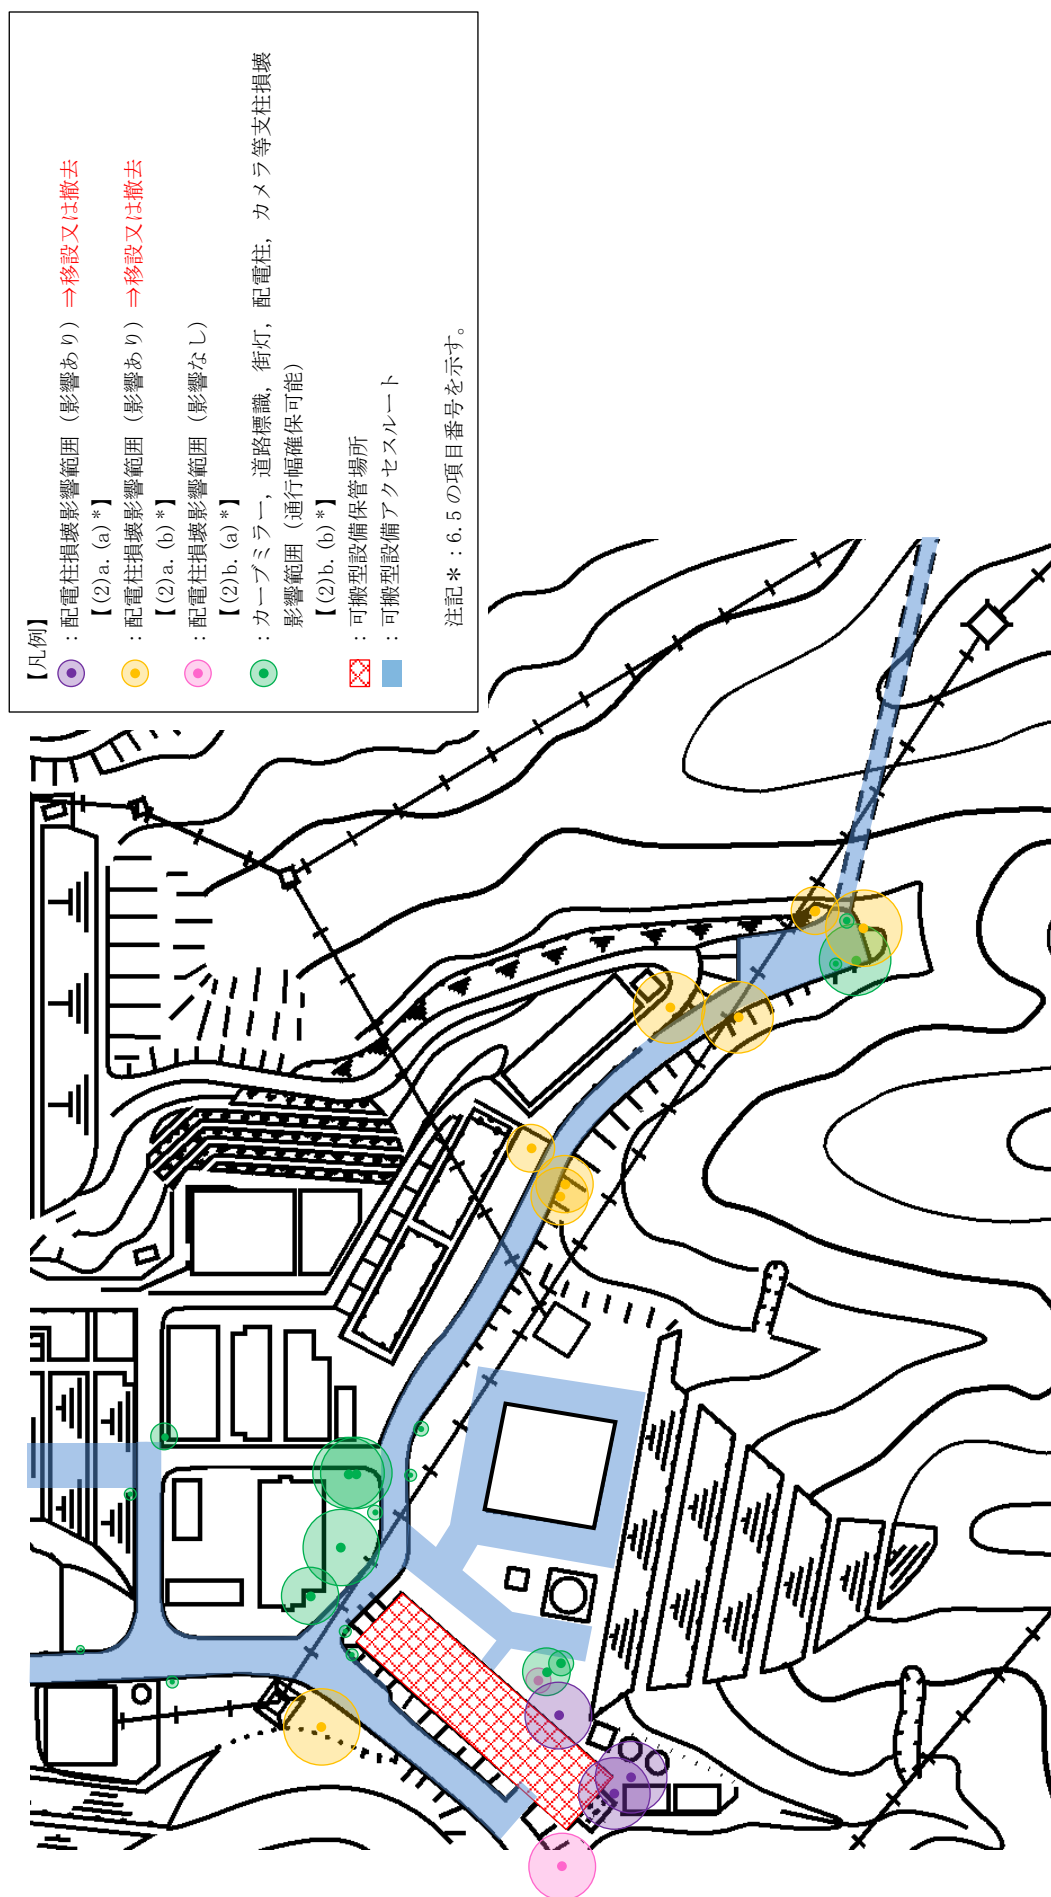 【凡例】
：配電柱損壊影響範囲（影響あり）⇒移設又は撤去
【(2)a.(a)＊】
：配電柱損壊影響範囲（影響あり）⇒移設又は撤去
【(2)a.(b)＊】
：配電柱損壊影響範囲（影響なし）
【(2)b.(a)＊】
：カーブミラー，道路標識，街灯，配電柱，カメラ等支柱損壊
影響範囲（通行幅確保可能）
【(2)b.(b)＊】
：可搬型設備保管場所
：可搬型設備アクセスルート
注記＊：6.5の項目番号を示す。